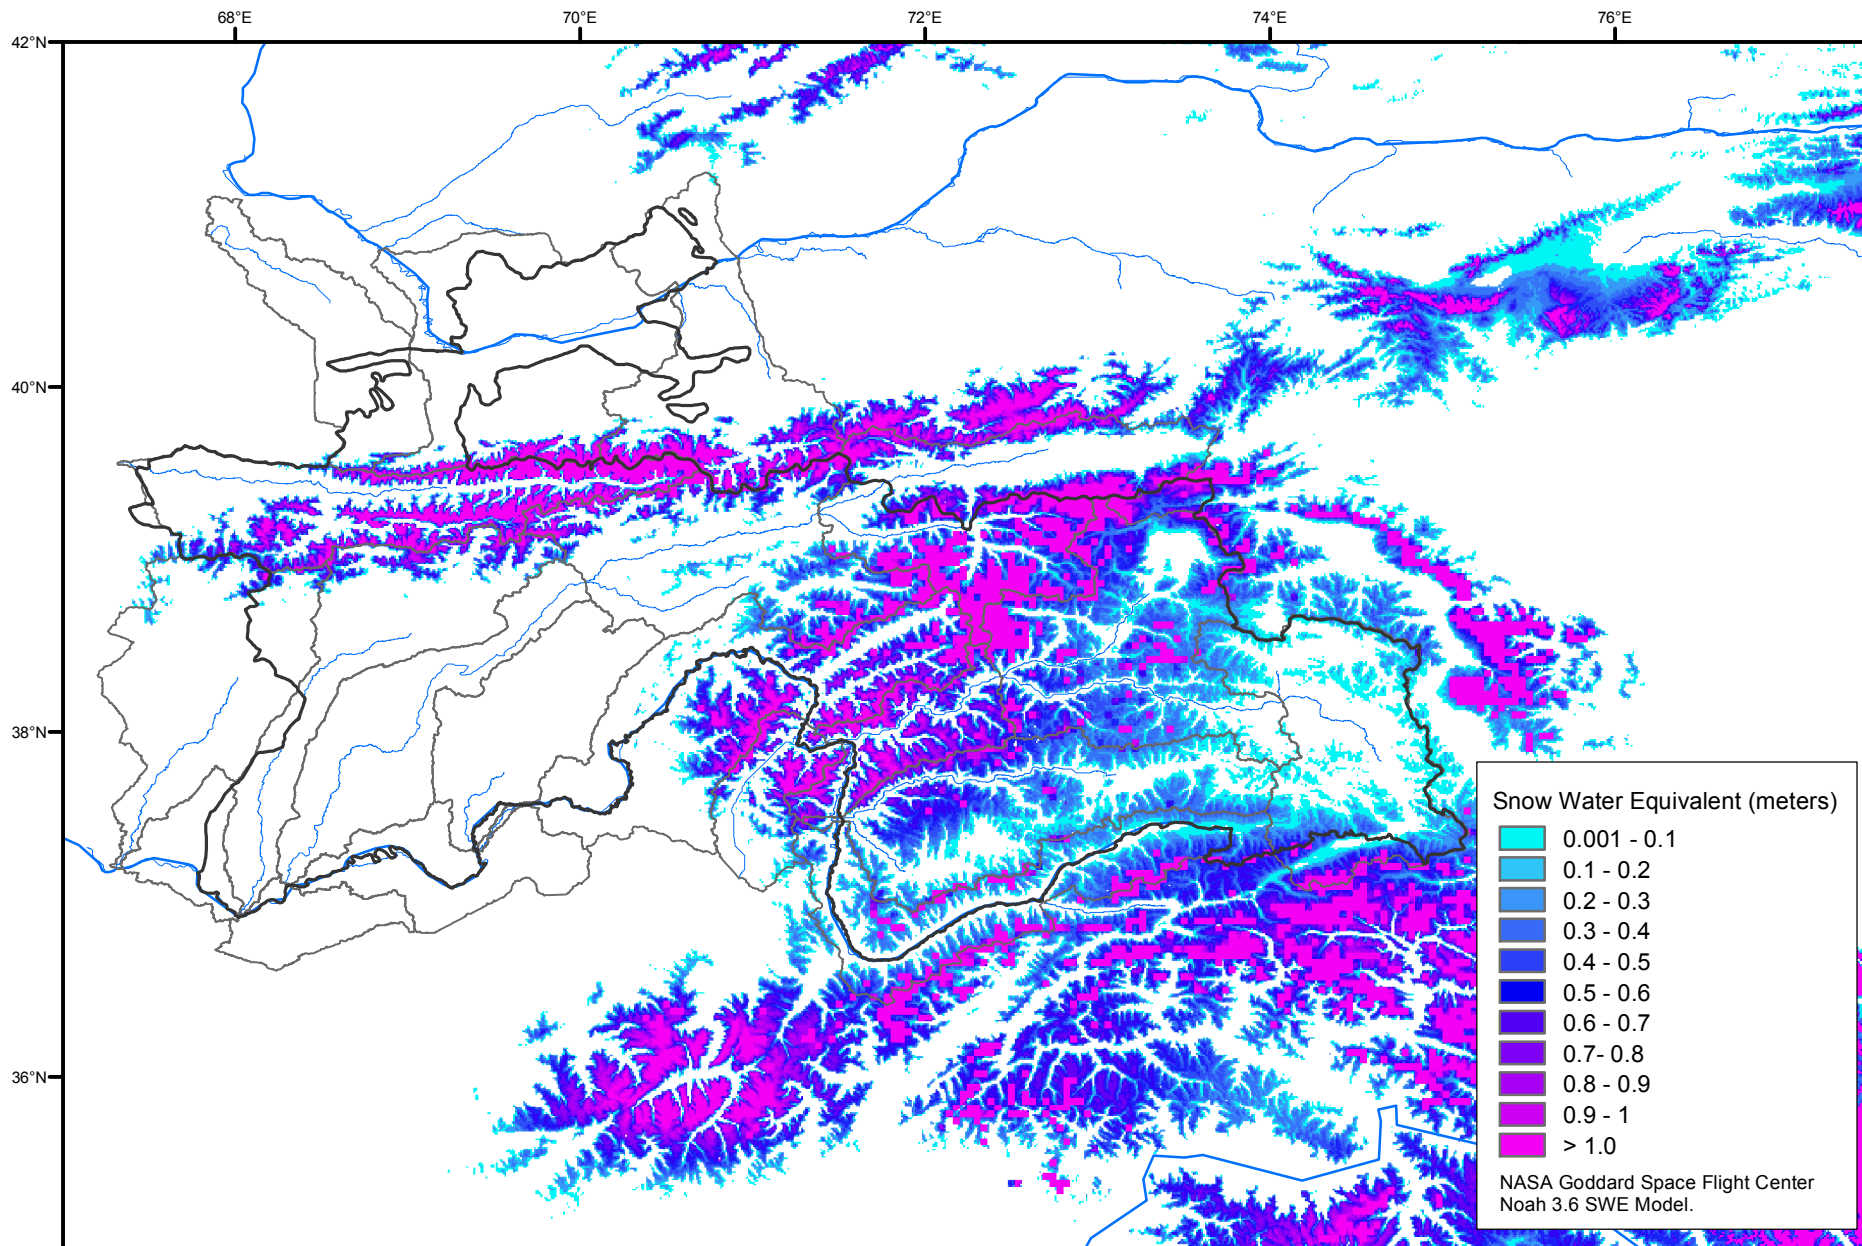 68°E
70°E
72°E
74°E
76°E
42°N
40°N
38°N
36°N
Snow Water Equivalent (meters)
0.001 - 0.1
0.1 - 0.2
0.2 - 0.3
0.3 - 0.4
0.4 - 0.5
0.5 - 0.6
0.6 - 0.7
0.7- 0.8
0.8 - 0.9
0.9 - 1
> 1.0
NASA Goddard Space Flight Center
Noah 3.6 SWE Model.